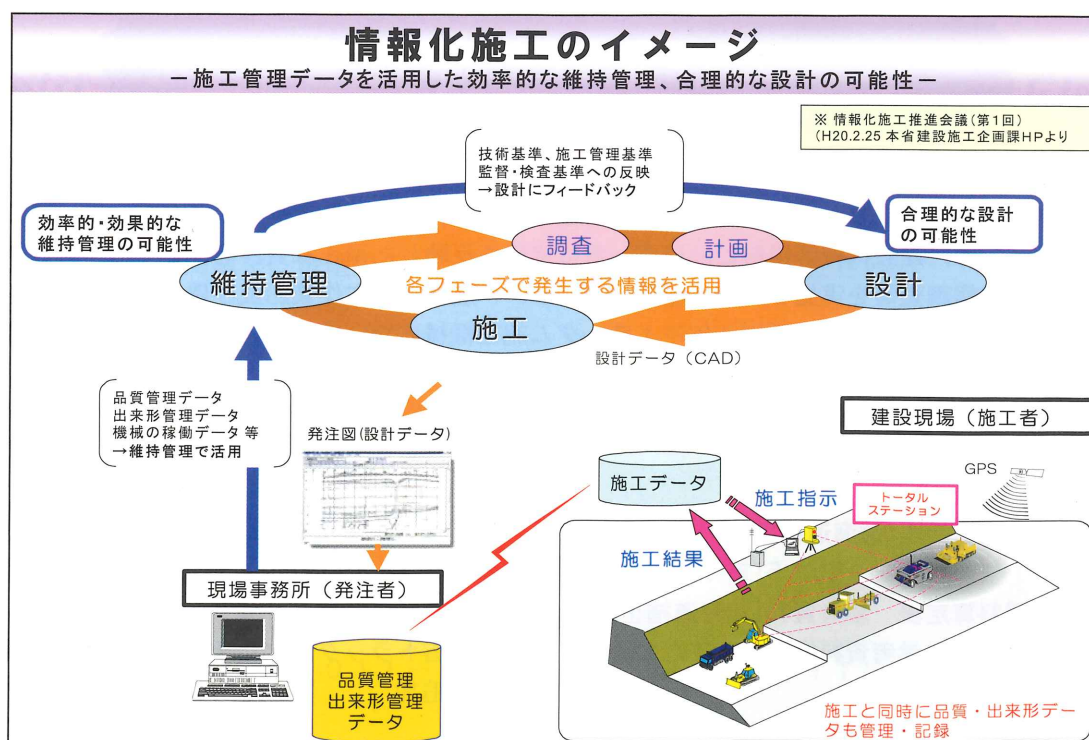 情報化施工のイメージ
－施工管理データを活用した効率的な維持管理、合理的な設計の可能性－
※ 情報化施工推進会議（第1回）
（H20.2.25 本省建設施工企画課HPより
技術基準、施工管理基準
監督・検査基準への反映
→設計にフィードバック
効率的・効果的な
維持管理の可能性
合理的な設計
の可能性
調査
計画
維持管理
各フェーズで発生する情報を活用
設計
施工
設計データ（CAD）
品質管理データ
出来形管理データ
機械の稼働データ等
→維持管理で活用
発注図(設計データ)
建設現場（施工者）
施工データ
GPS
施工指示
トータル
ステーション
施工結果
現場事務所（発注者）
品質管理
出来形管理
データ
施工と同時に品質・出来形デー
タも管理・記録